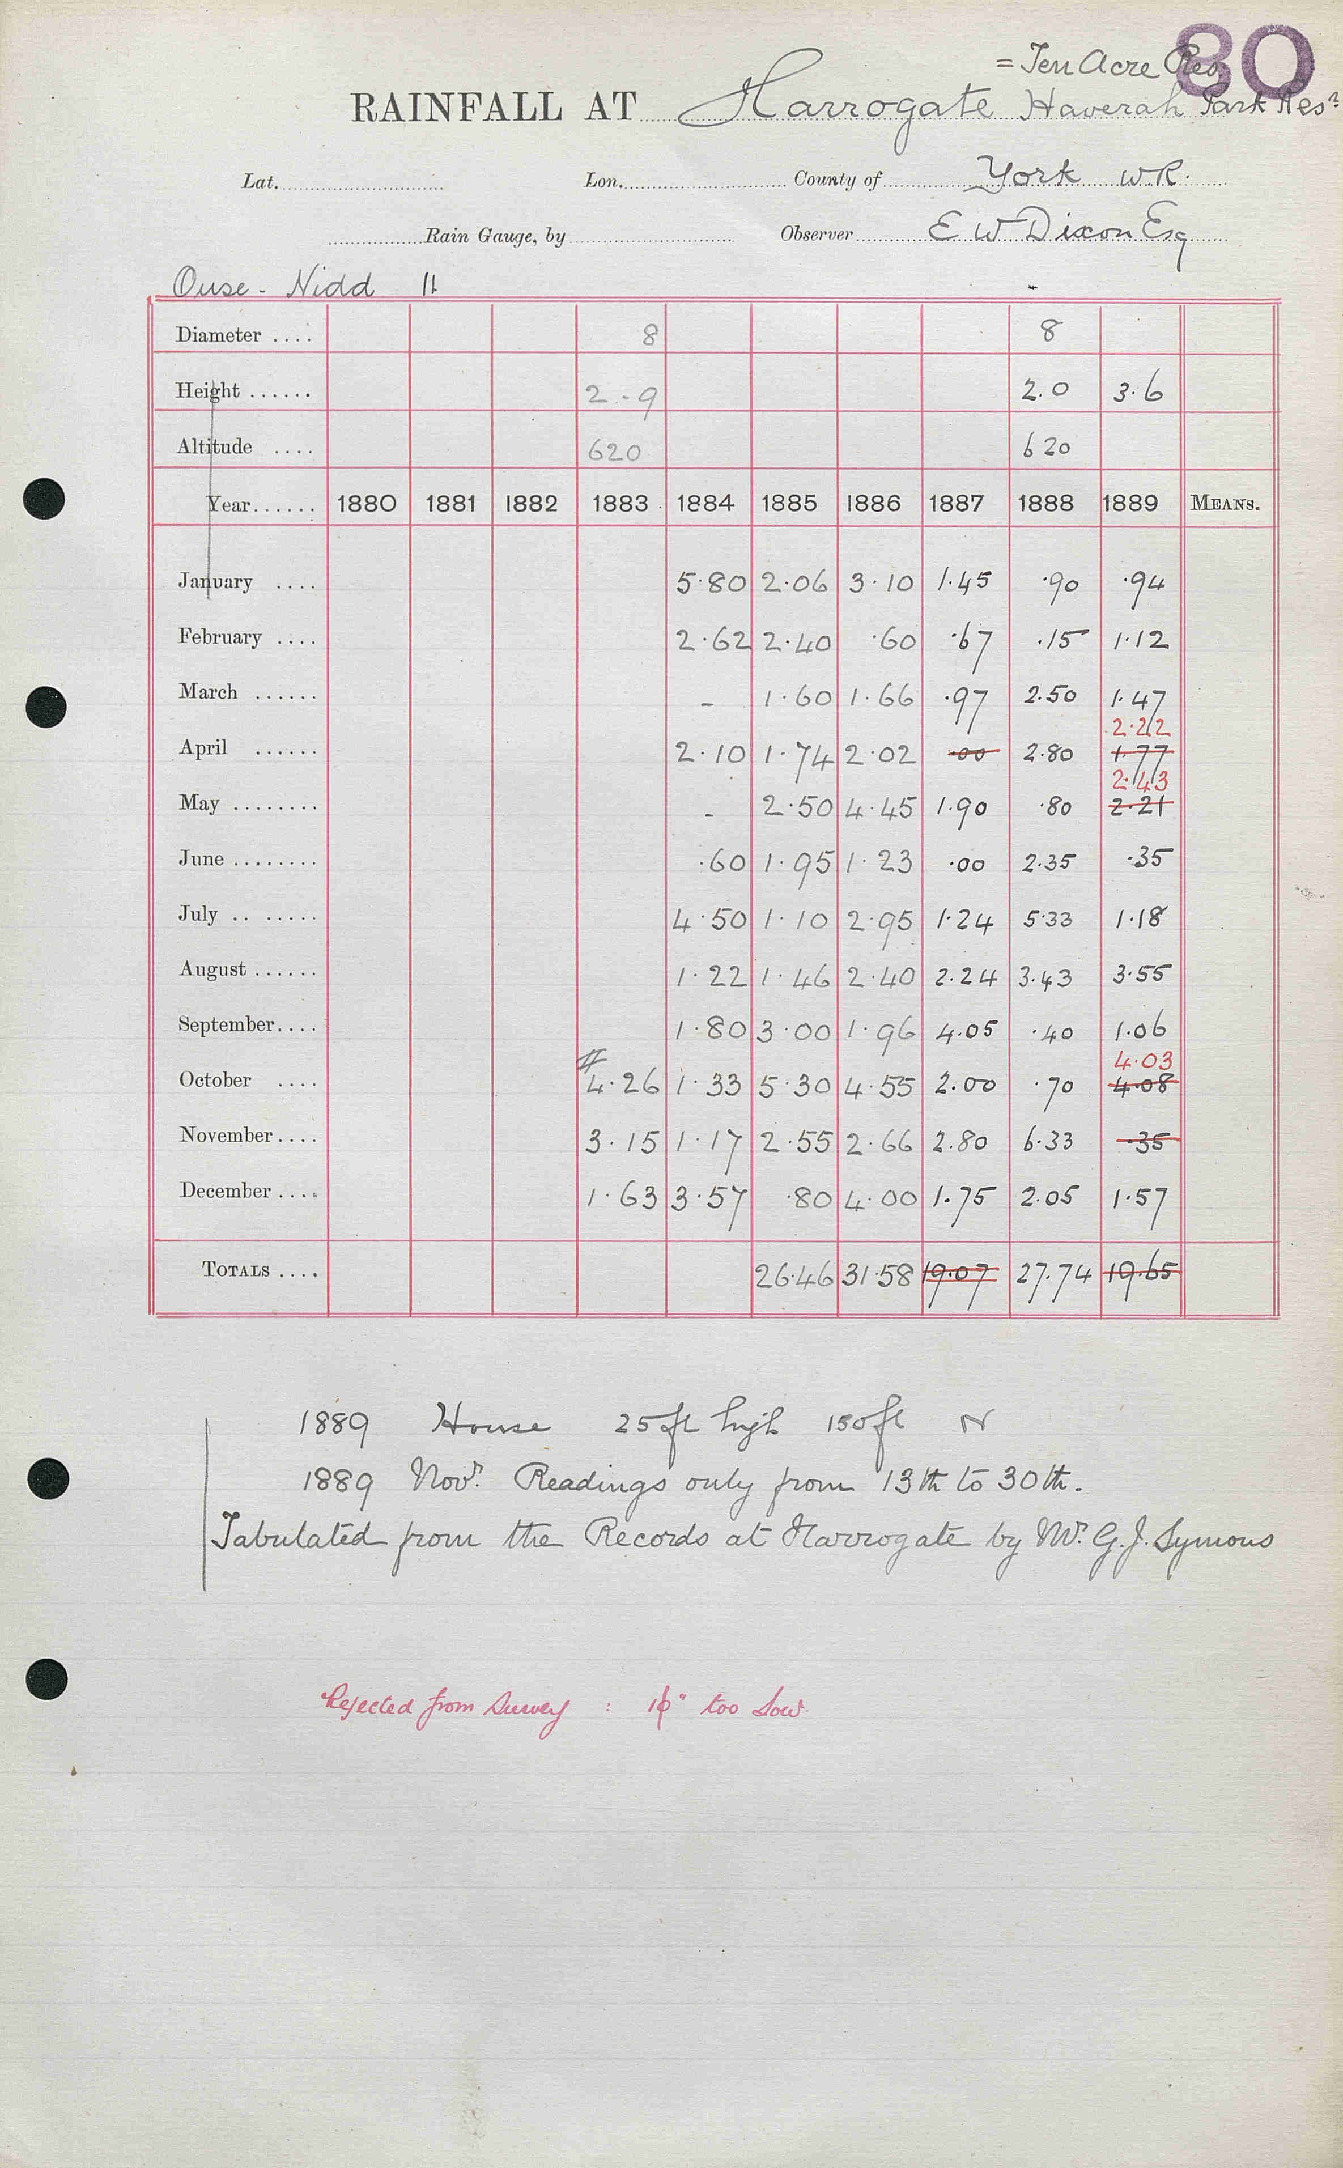 80
= Ten Acre Res
RAINFALL AT Harrogate Haverah Park Resr
Lat. Lon. County of York W.R.
Rain Gauge, by Observer E W Dixon Esq
Ouse - Nidd 11
Diameter .... 8 8
Height ...... 2.9 2.0 3.6
Altitude .... 620 620
Year...... 1880 1881 1882 1883 1884 1885 1886 1887 1888 1889 MEANS.
January .... 5.80 2.06 3.10 1.45 .90 .94
February .... 2.62 2.40 .60 .67 .15 1.12
March ...... - 1.60 1.66 .97 2.50 1.47
2.22
April ...... 2.10 1.74 2.02 .00 2.80 1.77
2.43
May ........ - 2.50 4.45 1.90 .80 2.21
June ........ .60 1.95 1.23 .00 2.35 .35
July .. ...... 4.50 1.10 2.95 1.24 5.33 1.18
August ...... 1.22 1.46 2.40 2.24 3.43 3.55
September.... 1.80 3.00 1.96 4.05 .40 1.06
4.03
October .... 4.26 1.33 5.30 4.55 2.00 .70 4.08
November.... 3.15 1.17 2.55 2.66 2.80 6.33 .35
December .... 1.63 3.57 .80 4.00 1.75 2.05 1.57
TOTALS .... 26.46 31.58 19.07 27.74 19.65
1889 House 25 ft high 150 ft N
1889 Novr. Readings only from 13th to 30th.
Tabulated from the Records at Harrogate by Mr. G. J. Symons
Rejected from Survey : too low